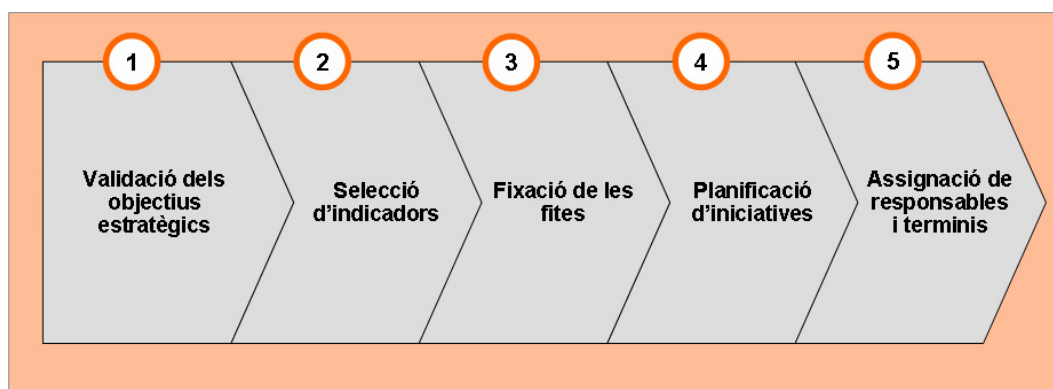 1
2
3
4
5
Validació dels
objectius
estratègics
Selecció
d'indicadors
Fixació de les
fites
Planificació
d'iniciatives
Assignació de
responsables
i terminis